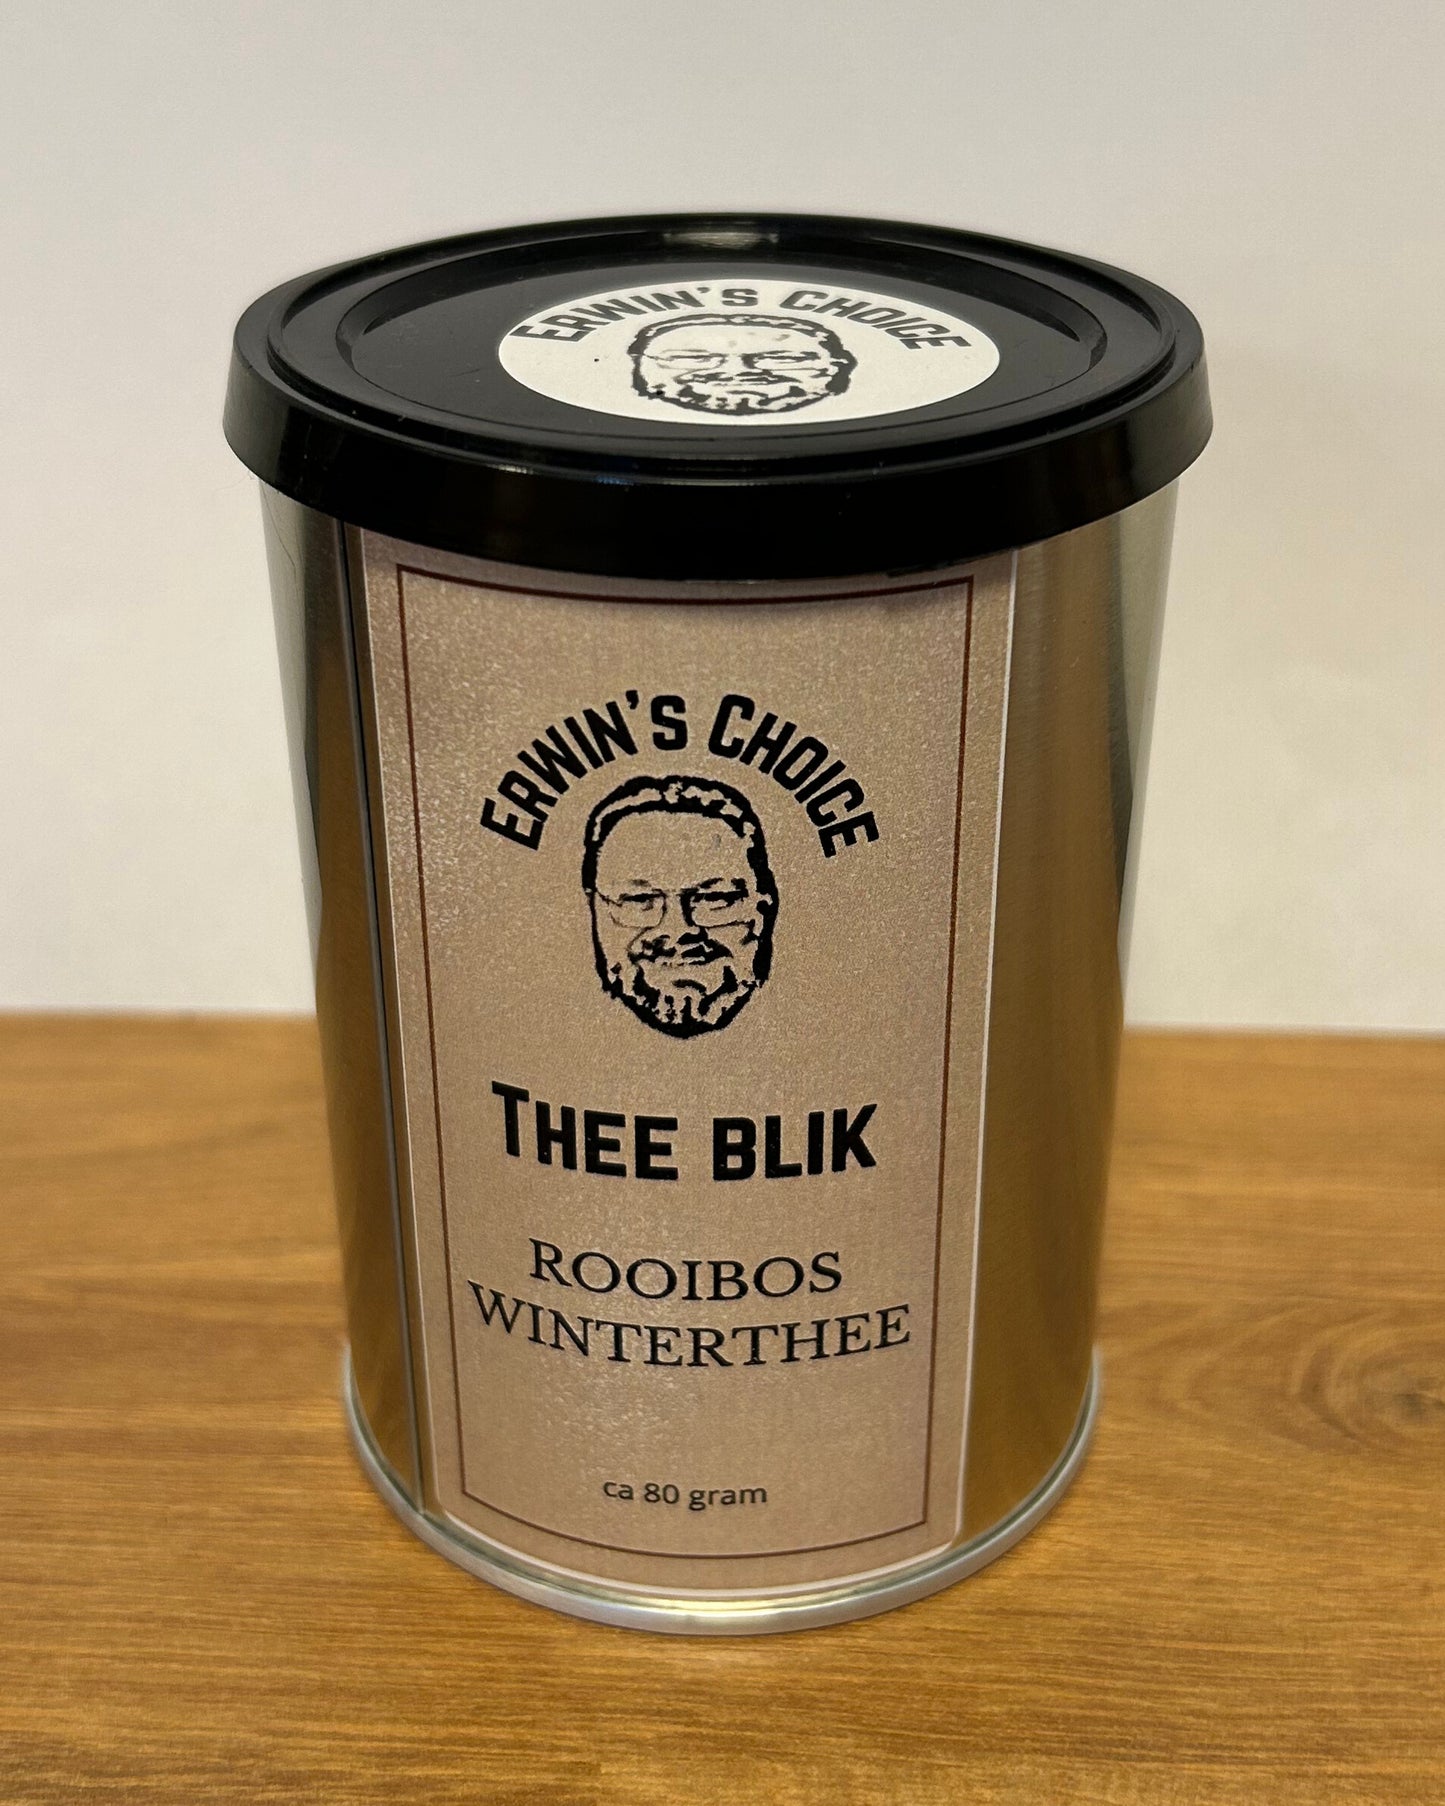 Erwin's Choice
Erwin's Choice
Thee blik
ROOIBOS
WINTERTHEE
ca 80 gram